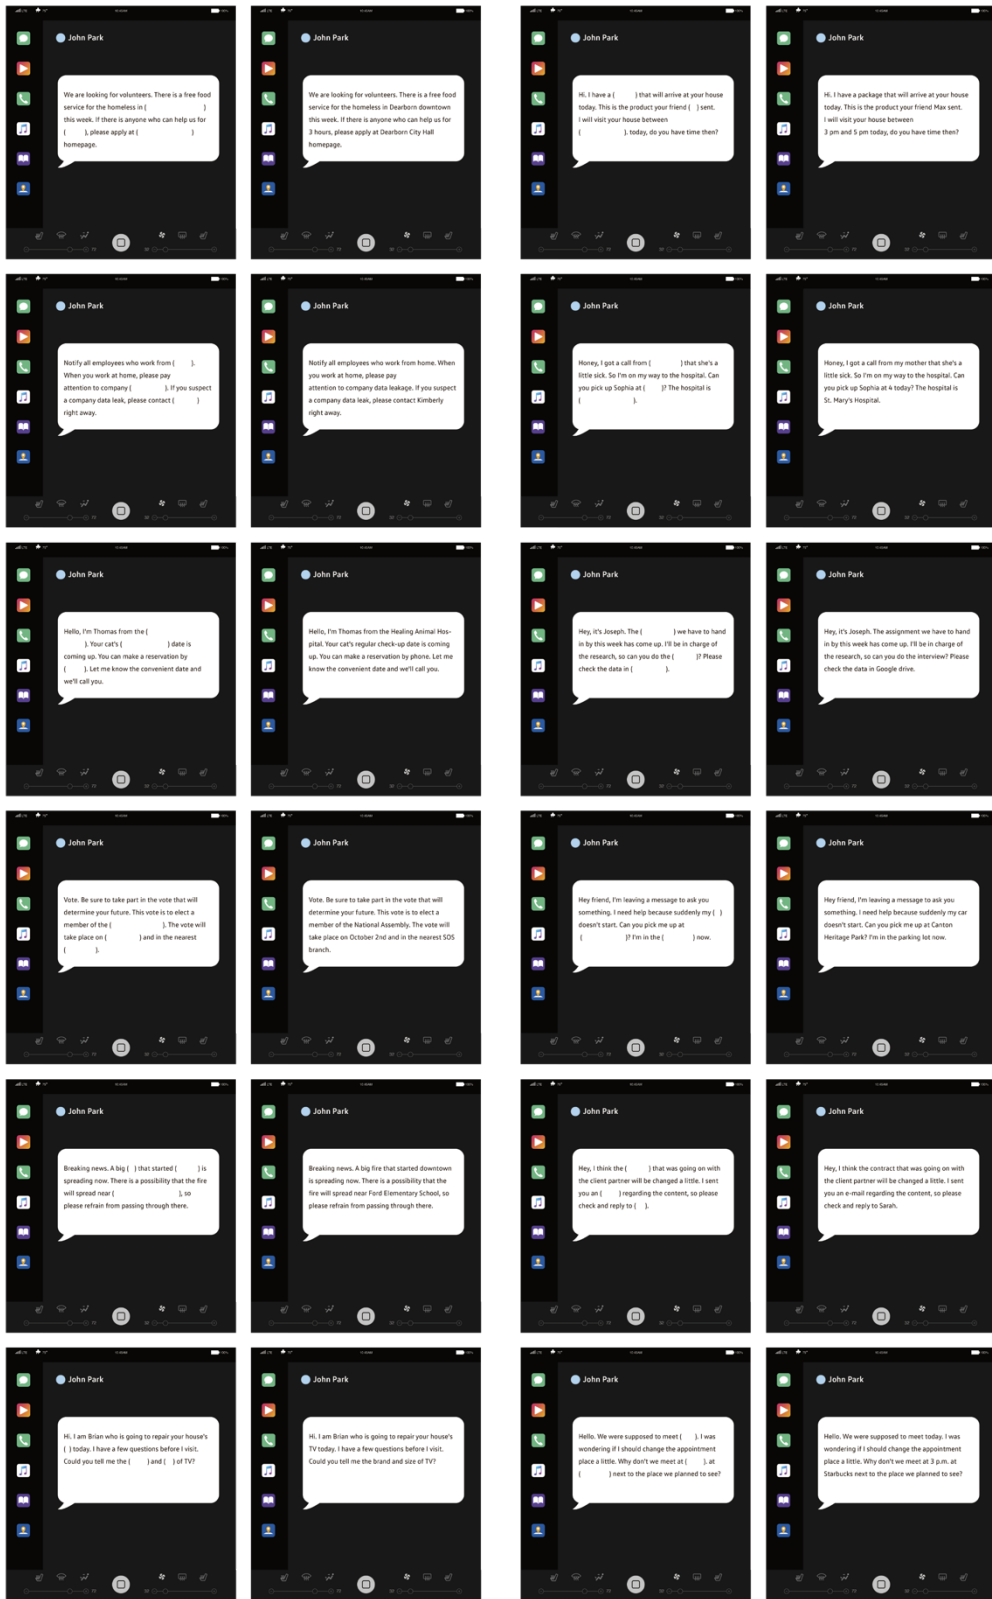 John Park
We are looking for volunteers. There is a free food
service for the homeless in (                    )
this week. If there is anyone who can help us for
(       ), please apply at (                   )
homepage.
John Park
We are looking for volunteers. There is a free food
service for the homeless in Dearborn downtown
this week. If there is anyone who can help us for
3 hours, please apply at Dearborn City Hall
homepage.
John Park
Hi. I have a (       ) that will arrive at your house
today. This is the product your friend (   ) sent.
I will visit your house between
(               ). today, do you have time then?
John Park
Hi. I have a package that will arrive at your house
today. This is the product your friend Max sent.
I will visit your house between
3 pm and 5 pm today, do you have time then?
John Park
Notify all employees who work from (      ).
When you work at home, please pay
attention to company (           ). If you suspect
a company data leak, please contact (        )
right away.
John Park
Notify all employees who work from home. When
you work at home, please pay
attention to company data leakage. If you suspect
a company data leak, please contact Kimberly
right away.
John Park
Honey, I got a call from (          ) that she's a
little sick. So I'm on my way to the hospital. Can
you pick up Sophia at (     )? The hospital is
(                  ).
John Park
Honey, I got a call from my mother that she's a
little sick. So I'm on my way to the hospital. Can
you pick up Sophia at 4 today? The hospital is
St. Mary's Hospital.
John Park
Hello, I'm Thomas from the (
       ). Your cat's (                ) date is
coming up. You can make a reservation by
(      ). Let me know the convenient date and
we'll call you.
John Park
Hello, I'm Thomas from the Healing Animal Hos-
pital. Your cat's regular check-up date is coming
up. You can make a reservation by phone. Let me
know the convenient date and we'll call you.
John Park
Hey, it's Joseph. The (           ) we have to hand
in by this week has come up. I'll be in charge of
the research, so can you do the (       )? Please
check the data in (           ).
John Park
Hey, it's Joseph. The assignment we have to hand
in by this week has come up. I'll be in charge of
the research, so can you do the interview? Please
check the data in Google drive.
John Park
Vote. Be sure to take part in the vote that will
determine your future. This vote is to elect a
member of the (                  ). The vote will
take place on (            ) and in the nearest
(          ).
John Park
Vote. Be sure to take part in the vote that will
determine your future. This vote is to elect a
member of the National Assembly. The vote will
take place on October 2nd and in the nearest SOS
branch.
John Park
Hey friend, I'm leaving a message to ask you
something. I need help because suddenly my (   )
doesn't start. Can you pick me up at
(               )? I'm in the (          ) now.
John Park
Hey friend, I'm leaving a message to ask you
something. I need help because suddenly my car
doesn't start. Can you pick me up at Canton
Heritage Park? I'm in the parking lot now.
John Park
Breaking news. A big (   ) that started (        ) is
spreading now. There is a possibility that the fire
will spread near (                      ), so
please refrain from passing through there.
John Park
Breaking news. A big fire that started downtown
is spreading now. There is a possibility that the
fire will spread near Ford Elementary School, so
please refrain from passing through there.
John Park
Hey, I think the (        ) that was going on with
the client partner will be changed a little. I sent
you an (      ) regarding the content, so please
check and reply to (    ).
John Park
Hey, I think the contract that was going on with
the client partner will be changed a little. I sent
you an e-mail regarding the content, so please
check and reply to Sarah.
John Park
Hi. I am Brian who is going to repair your house's
(  ) today. I have a few questions before I visit.
Could you tell me the (      ) and (    ) of TV?
John Park
Hi. I am Brian who is going to repair your house's
TV today. I have a few questions before I visit.
Could you tell me the brand and size of TV?
John Park
Hello. We were supposed to meet (     ). I was
wondering if I should change the appointment
place a little. Why don't we meet at (      ). at
(          ) next to the place we planned to see?
John Park
Hello. We were supposed to meet today. I was
wondering if I should change the appointment
place a little. Why don't we meet at 3 p.m. at
Starbucks next to the place we planned to see?